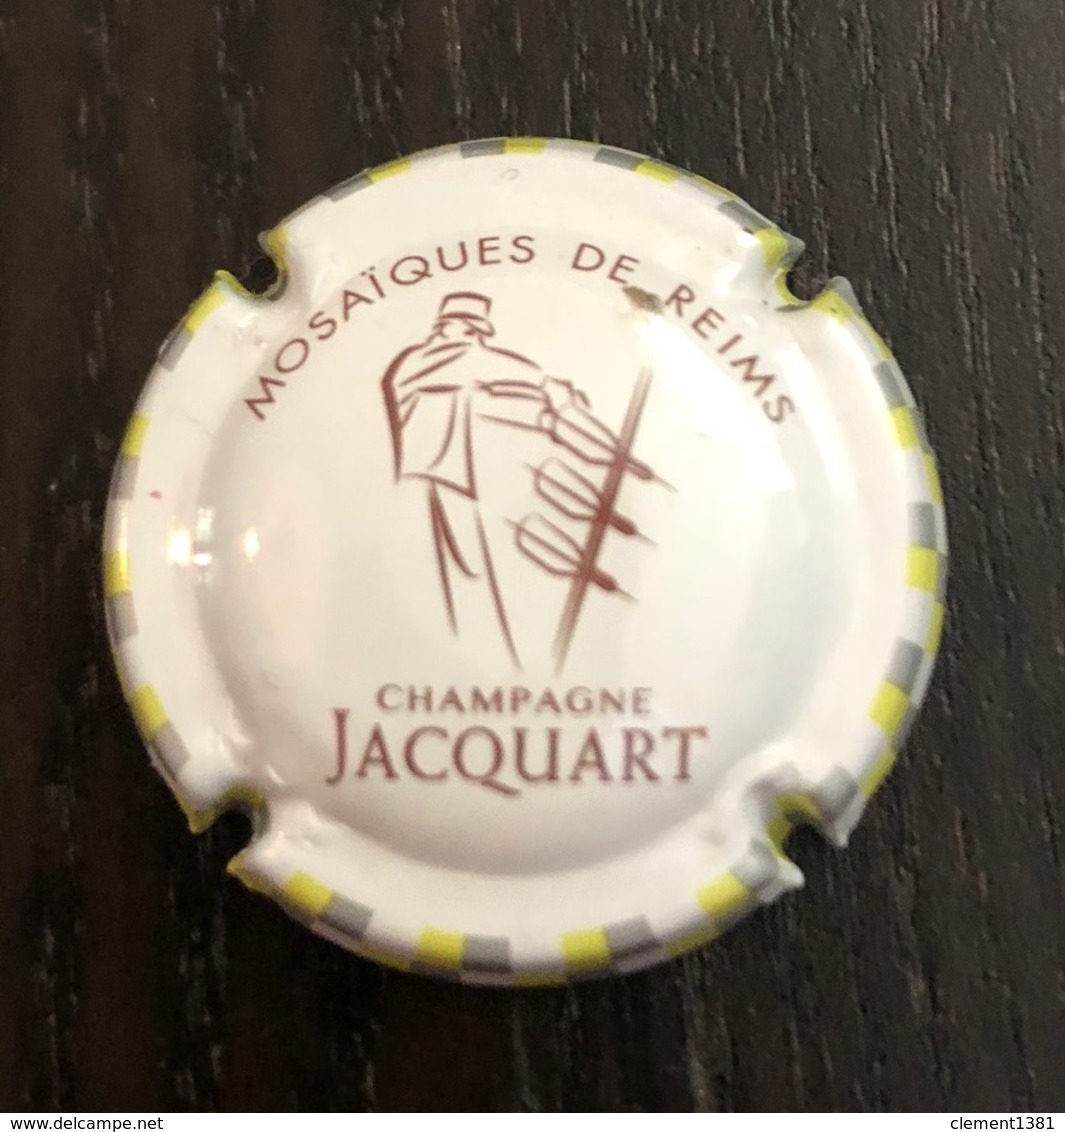 MOSAÏQUES DE REIMS
CHAMPAGNE
JACQUART
www.delcampe.net
clement1381